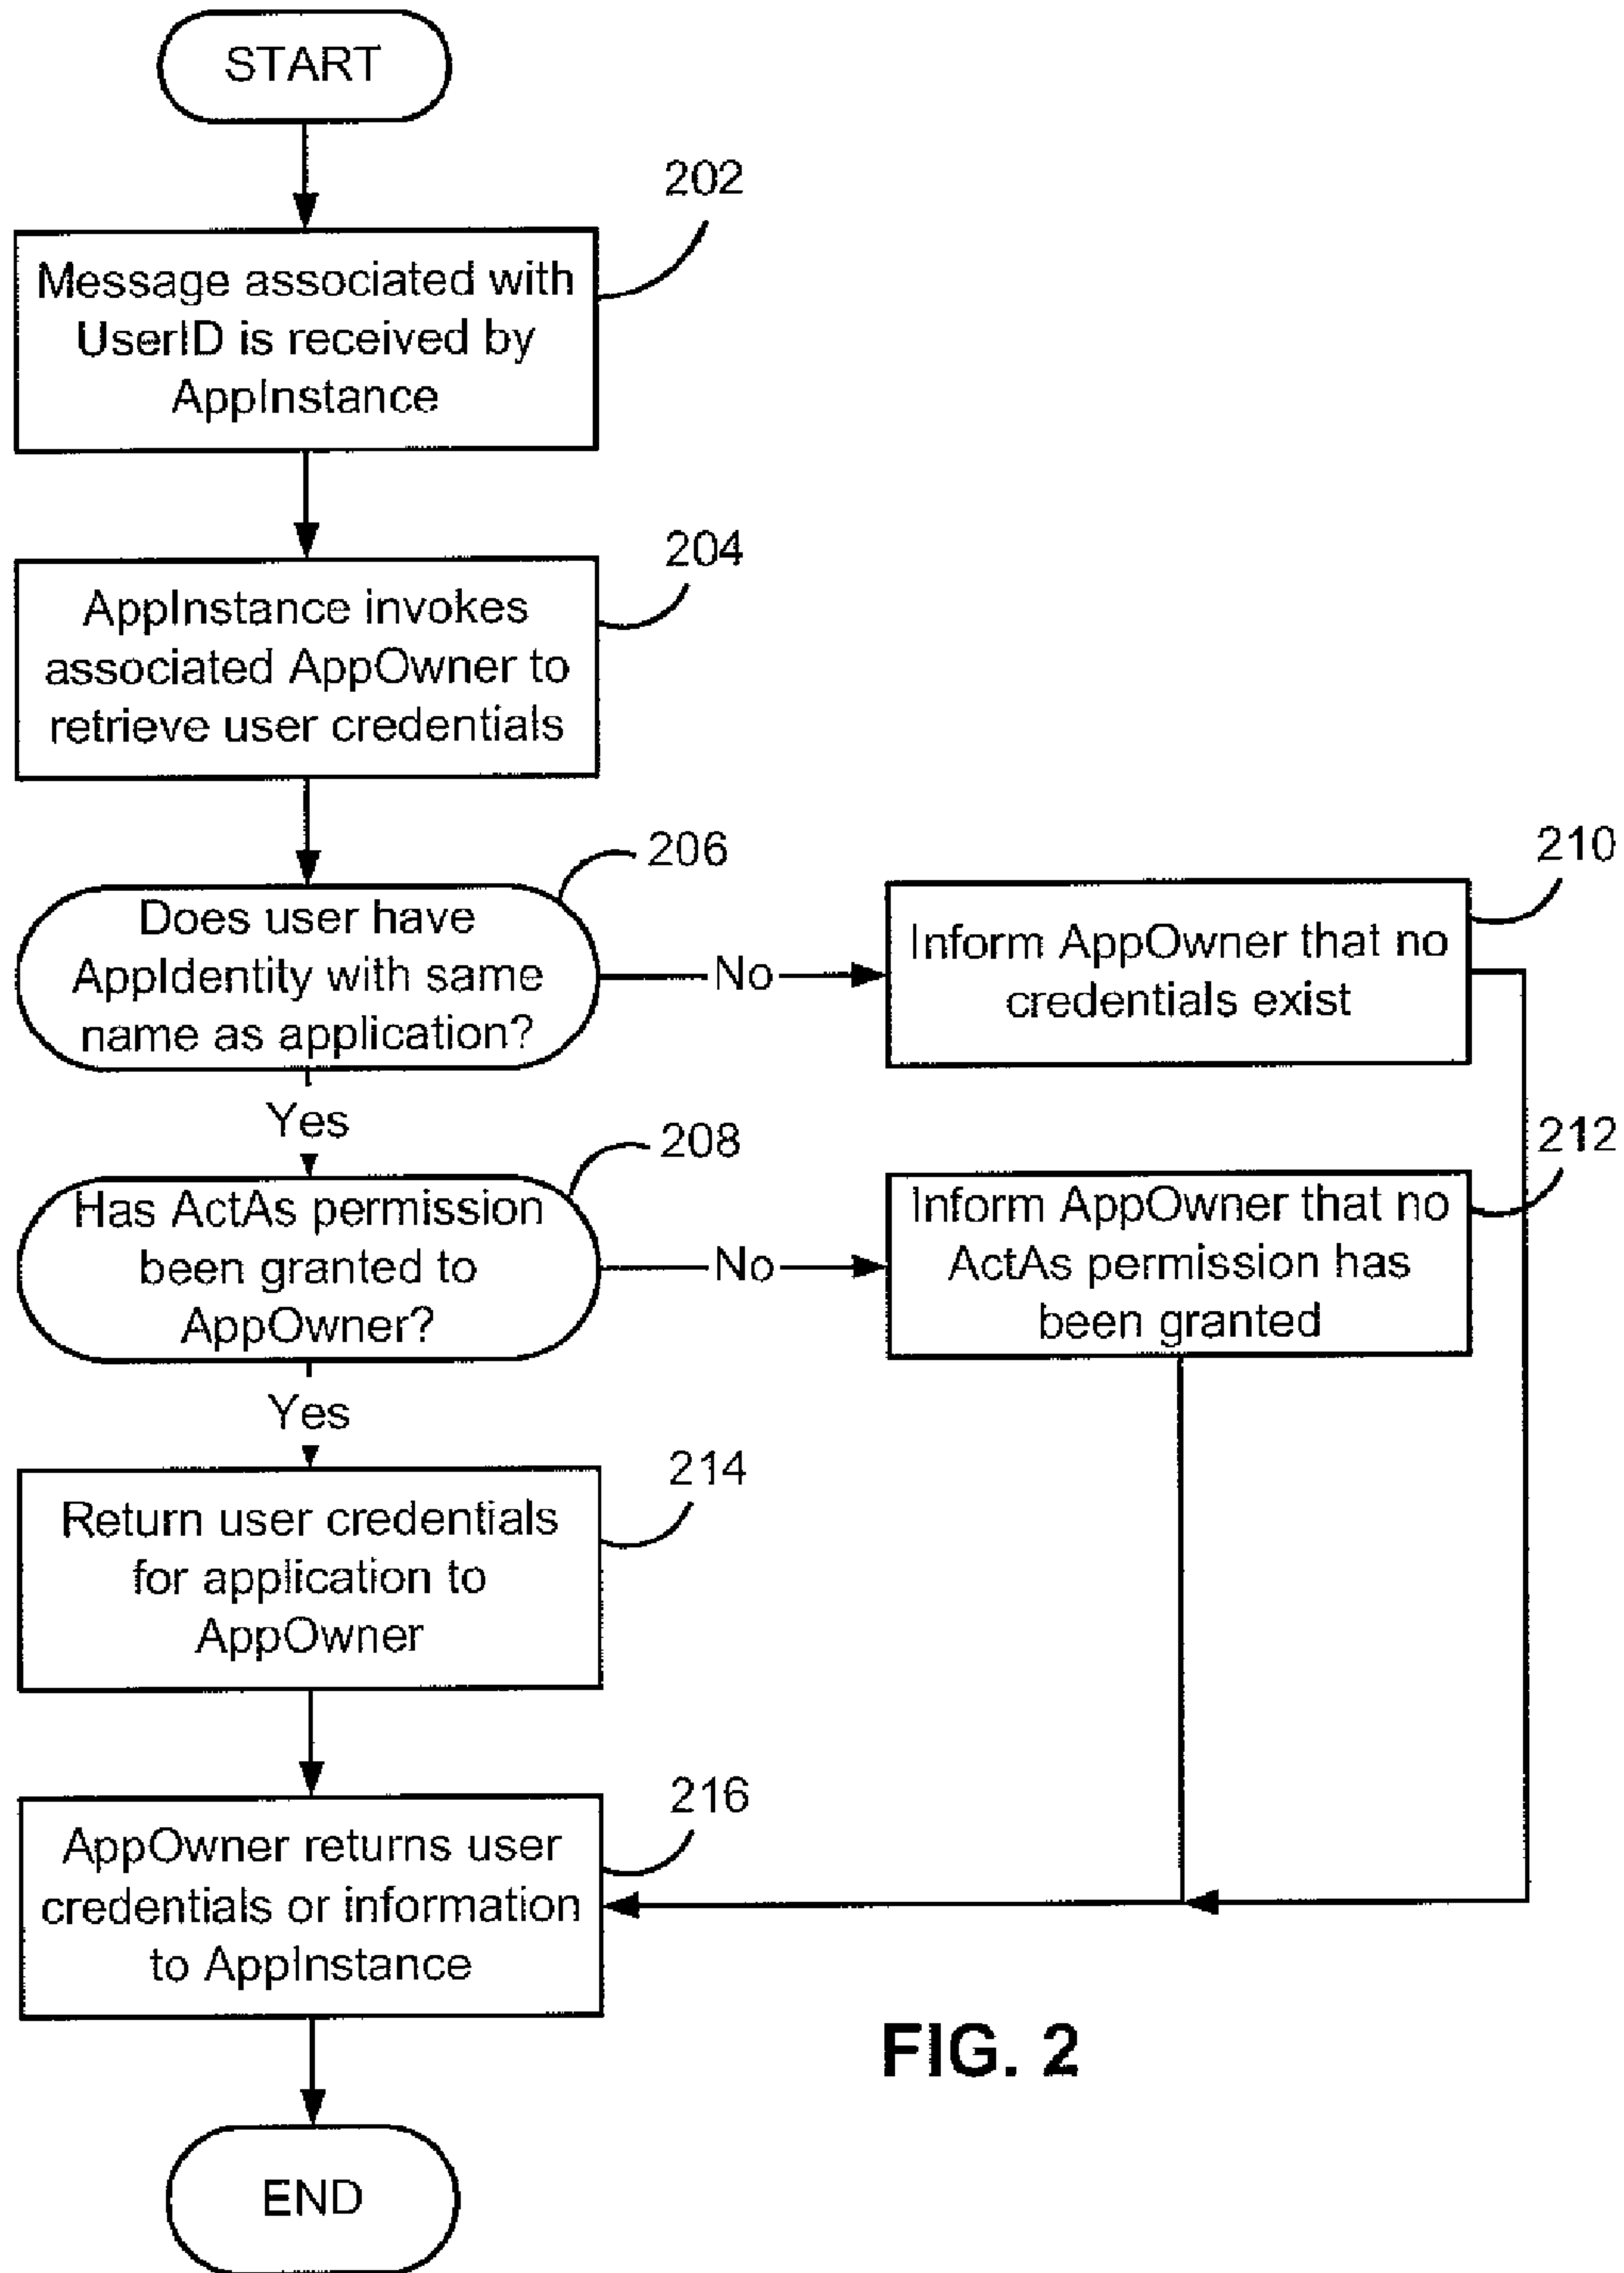 START
202
Message associated with
UserID is received by
AppInstance
204
AppInstance invokes
associated AppOwner to
retrieve user credentials
206
Does user have
AppIdentity with same
name as application?
No
210
Inform AppOwner that no
credentials exist
Yes
208
Has ActAs permission
been granted to
AppOwner?
No
212
Inform AppOwner that no
ActAs permission has
been granted
Yes
214
Return user credentials
for application to
AppOwner
216
AppOwner returns user
credentials or information
to AppInstance
FIG. 2
END